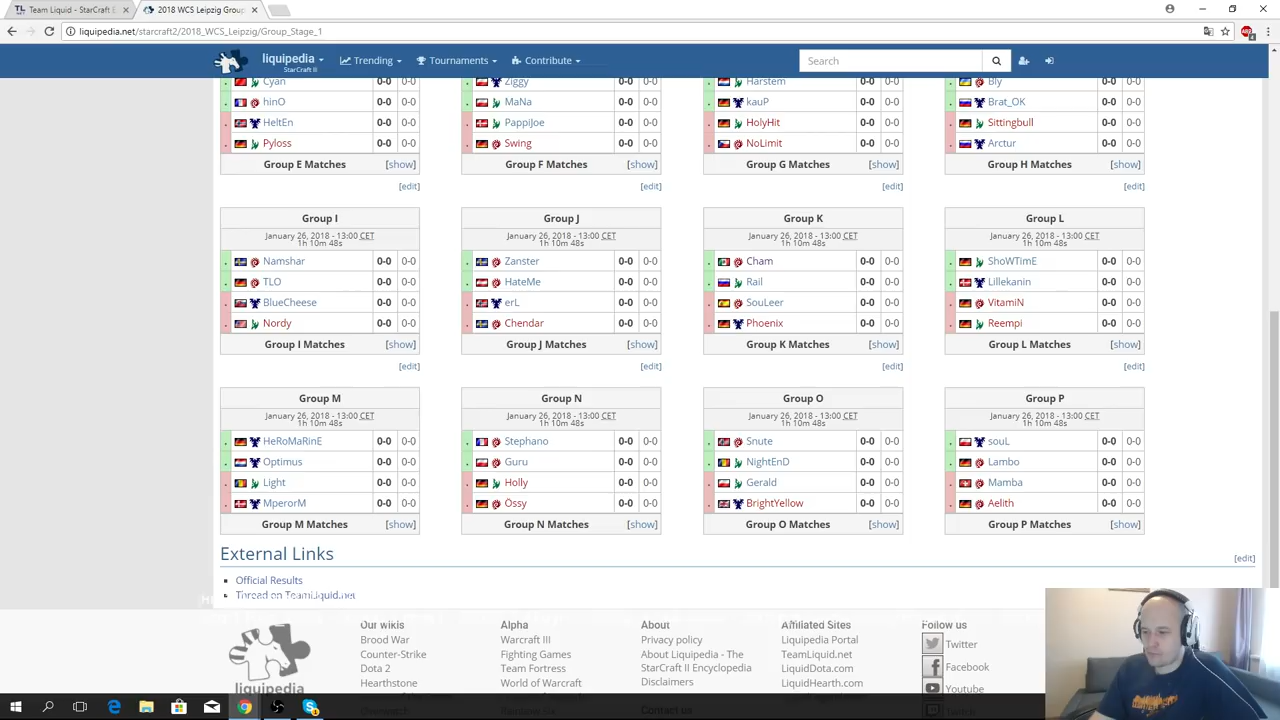 Team Liquid - StarCraft E
2018 WCS Leipzig Group
liquipedia.net/starcraft2/2018_WCS_Leipzig/Group_Stage_1
liquipedia StarCraft II Trending Tournaments Contribute Search
Cyan 0-0 0-0 Ziggy 0-0 0-0 Harstem 0-0 0-0 Bly 0-0 0-0
hinO 0-0 0-0 MaNa 0-0 0-0 kauP 0-0 0-0 Brat_OK 0-0 0-0
HeltEn 0-0 0-0 PappiJoe 0-0 0-0 HolyHit 0-0 0-0 Sittingbull 0-0 0-0
Pyloss 0-0 0-0 Swing 0-0 0-0 NoLimit 0-0 0-0 Arctur 0-0 0-0
Group E Matches [show] Group F Matches [show] Group G Matches [show] Group H Matches [show]
[edit] [edit] [edit] [edit]
Group I Group J Group K Group L
January 26, 2018 - 13:00 CET January 26, 2018 - 13:00 CET January 26, 2018 - 13:00 CET January 26, 2018 - 13:00 CET
1h 10m 48s 1h 10m 48s 1h 10m 48s 1h 10m 48s
Namshar 0-0 0-0 Zanster 0-0 0-0 Cham 0-0 0-0 ShoWTimE 0-0 0-0
TLO 0-0 0-0 HateMe 0-0 0-0 Rail 0-0 0-0 Lillekanin 0-0 0-0
BlueCheese 0-0 0-0 erL 0-0 0-0 SouLeer 0-0 0-0 VitamiN 0-0 0-0
Nordy 0-0 0-0 Chendar 0-0 0-0 Phoenix 0-0 0-0 Reempi 0-0 0-0
Group I Matches [show] Group J Matches [show] Group K Matches [show] Group L Matches [show]
[edit] [edit] [edit] [edit]
Group M Group N Group O Group P
January 26, 2018 - 13:00 CET January 26, 2018 - 13:00 CET January 26, 2018 - 13:00 CET January 26, 2018 - 13:00 CET
1h 10m 48s 1h 10m 48s 1h 10m 48s 1h 10m 48s
HeRoMaRinE 0-0 0-0 Stephano 0-0 0-0 Snute 0-0 0-0 souL 0-0 0-0
Optimus 0-0 0-0 Guru 0-0 0-0 NightEnD 0-0 0-0 Lambo 0-0 0-0
Light 0-0 0-0 Holly 0-0 0-0 Gerald 0-0 0-0 Mamba 0-0 0-0
MperorM 0-0 0-0 Össy 0-0 0-0 BrightYellow 0-0 0-0 Aelith 0-0 0-0
Group M Matches [show] Group N Matches [show] Group O Matches [show] Group P Matches [show]
External Links [edit]
Official Results
Thread on TeamLiquid.net
Our wikis Alpha About Affiliated Sites Follow us
Brood War Warcraft III Privacy policy Liquipedia Portal Twitter
Counter-Strike Fighting Games About Liquipedia - The TeamLiquid.net
Dota 2 Team Fortress StarCraft II Encyclopedia LiquidDota.com Facebook
Hearthstone World of Warcraft Disclaimers LiquidHearth.com Youtube
liquipedia
Contact us